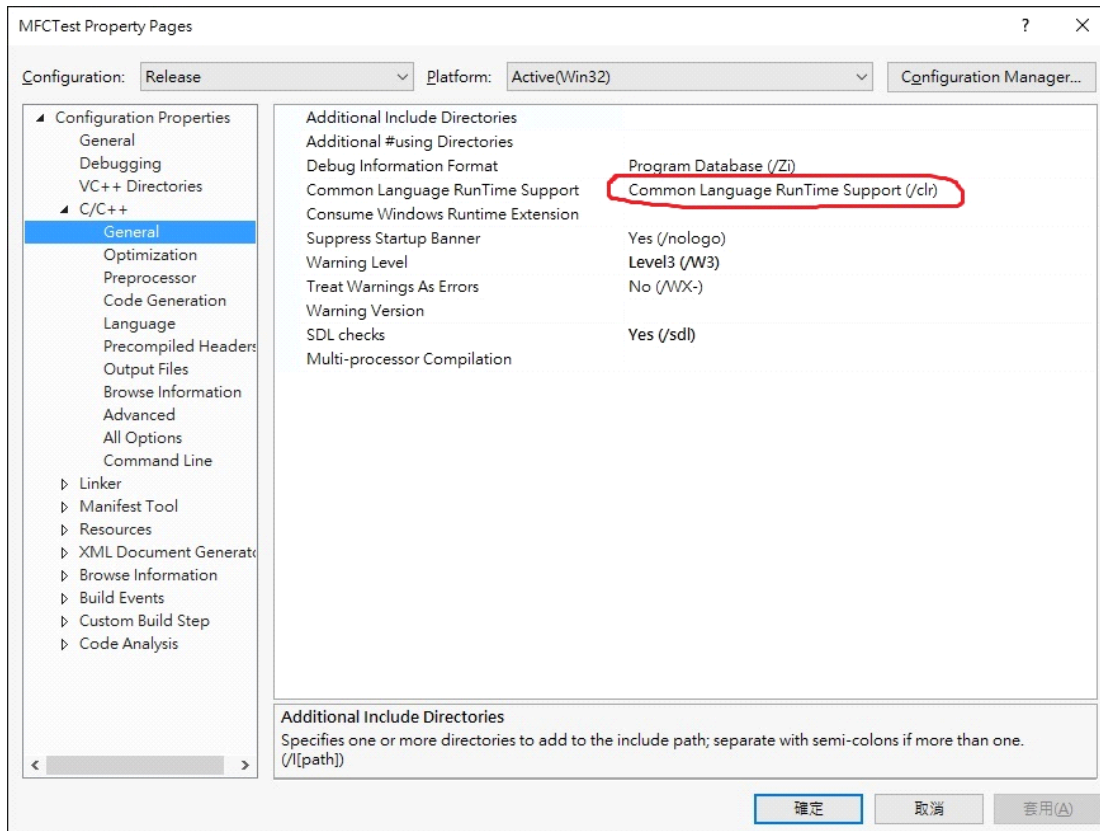 MFCTest Property Pages
?
Configuration: Release Platform: Active(Win32) Configuration Manager...
Configuration Properties
General
Debugging
VC++ Directories
C/C++
General
Optimization
Preprocessor
Code Generation
Language
Precompiled Headers
Output Files
Browse Information
Advanced
All Options
Command Line
Linker
Manifest Tool
Resources
XML Document Generato
Browse Information
Build Events
Custom Build Step
Code Analysis
Additional Include Directories
Additional #using Directories
Debug Information Format Program Database (/Zi)
Common Language RunTime Support Common Language RunTime Support (/clr)
Consume Windows Runtime Extension
Suppress Startup Banner Yes (/nologo)
Warning Level Level3 (/W3)
Treat Warnings As Errors No (/WX-)
Warning Version
SDL checks Yes (/sdl)
Multi-processor Compilation
Additional Include Directories
Specifies one or more directories to add to the include path; separate with semi-colons if more than one.
(/I[path])
確定 取消 套用(A)